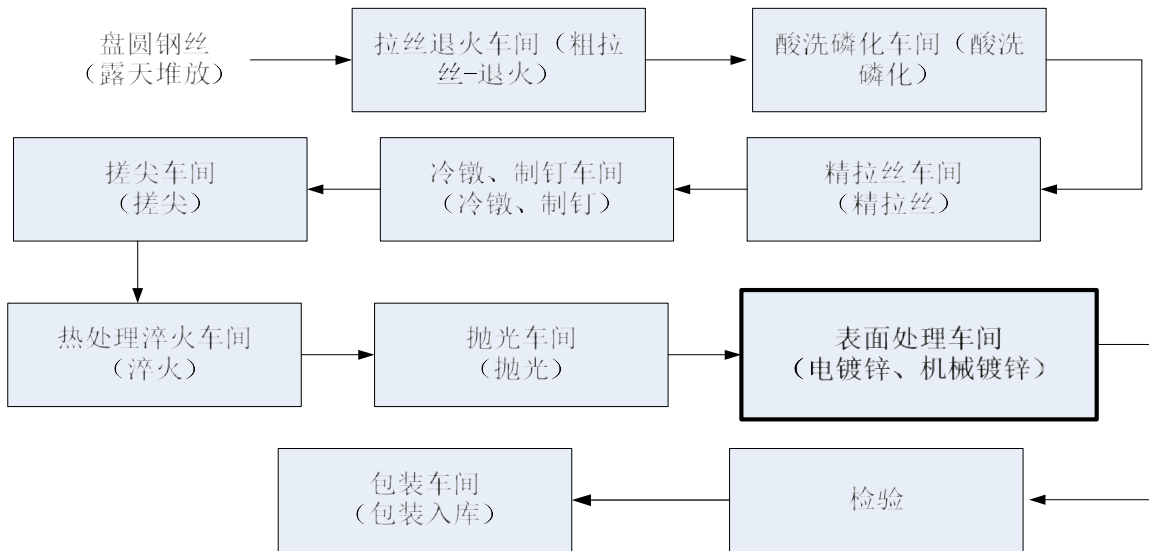 盘圆钢丝
（露天堆放）
拉丝退火车间（粗拉
丝-退火）
酸洗磷化车间（酸洗
磷化）
搓尖车间
（搓尖）
冷镦、制钉车间
（冷镦、制钉）
精拉丝车间
（精拉丝）
热处理淬火车间
（淬火）
抛光车间
（抛光）
表面处理车间
（电镀锌、机械镀锌）
包装车间
（包装入库）
检验